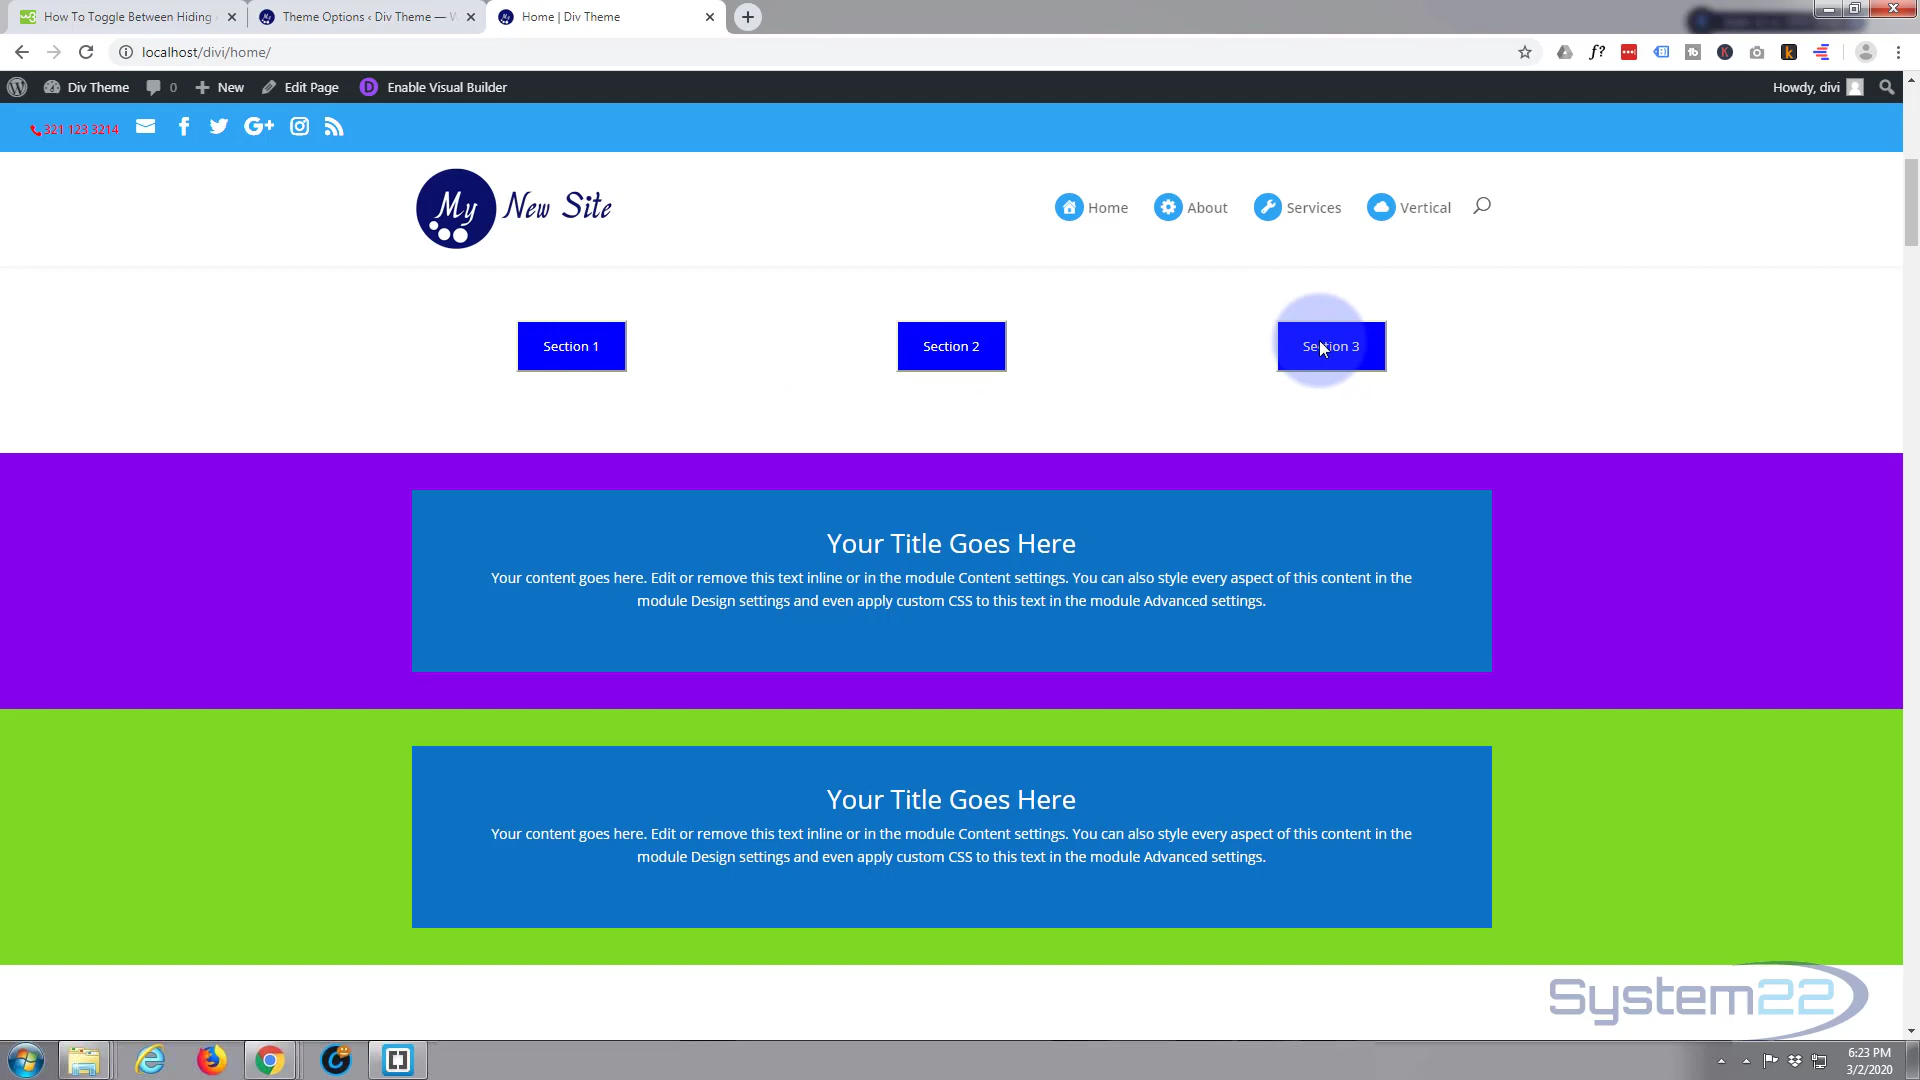 How To Toggle Between Hiding
Theme Options ‹ Div Theme — W
Home | Div Theme
localhost/divi/home/
Div Theme
0
New
Edit Page
D
Enable Visual Builder
Howdy, divi
321 123 3214
My New Site
Home
About
Services
Vertical
Section 1
Section 2
Section 3
Your Title Goes Here
Your content goes here. Edit or remove this text inline or in the module Content settings. You can also style every aspect of this content in the
module Design settings and even apply custom CSS to this text in the module Advanced settings.
Your Title Goes Here
Your content goes here. Edit or remove this text inline or in the module Content settings. You can also style every aspect of this content in the
module Design settings and even apply custom CSS to this text in the module Advanced settings.
System22
6:23 PM
3/2/2020